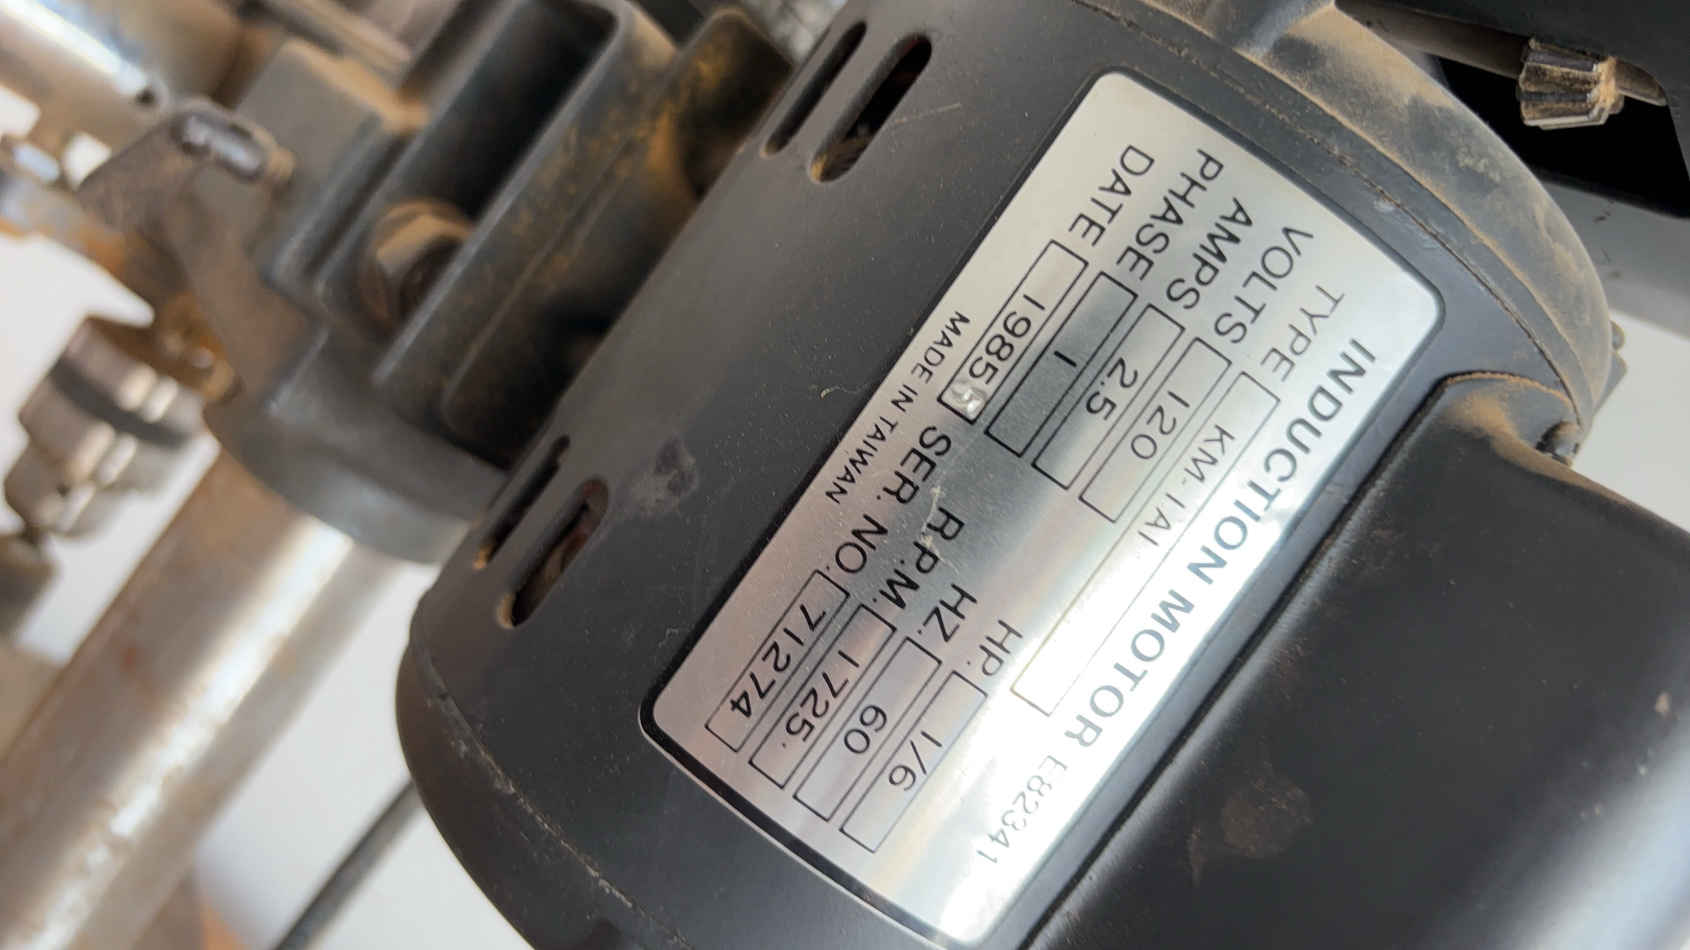 INDUCTION MOTOR E82341
TYPE KM-1A1
VOLTS 120 HP. 1/6
AMPS 2.5 HZ. 60
PHASE 1 R.P.M. 1725
DATE 1985 SER. NO. 71274
MADE IN TAIWAN